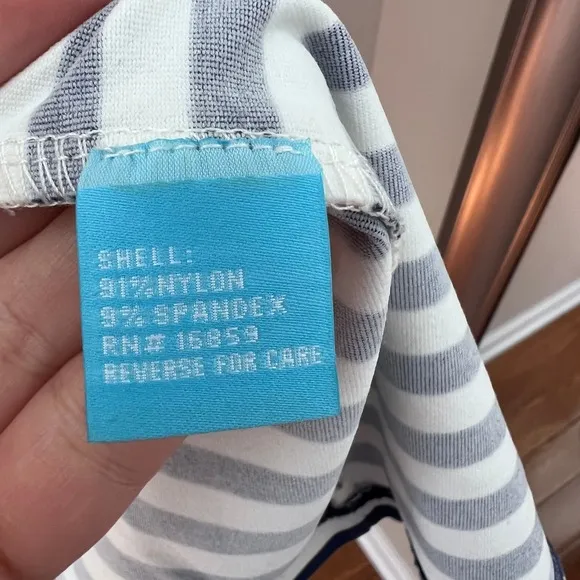 SHELL:
91% NYLON
9% SPANDEX
RN# 16859
REVERSE FOR CARE